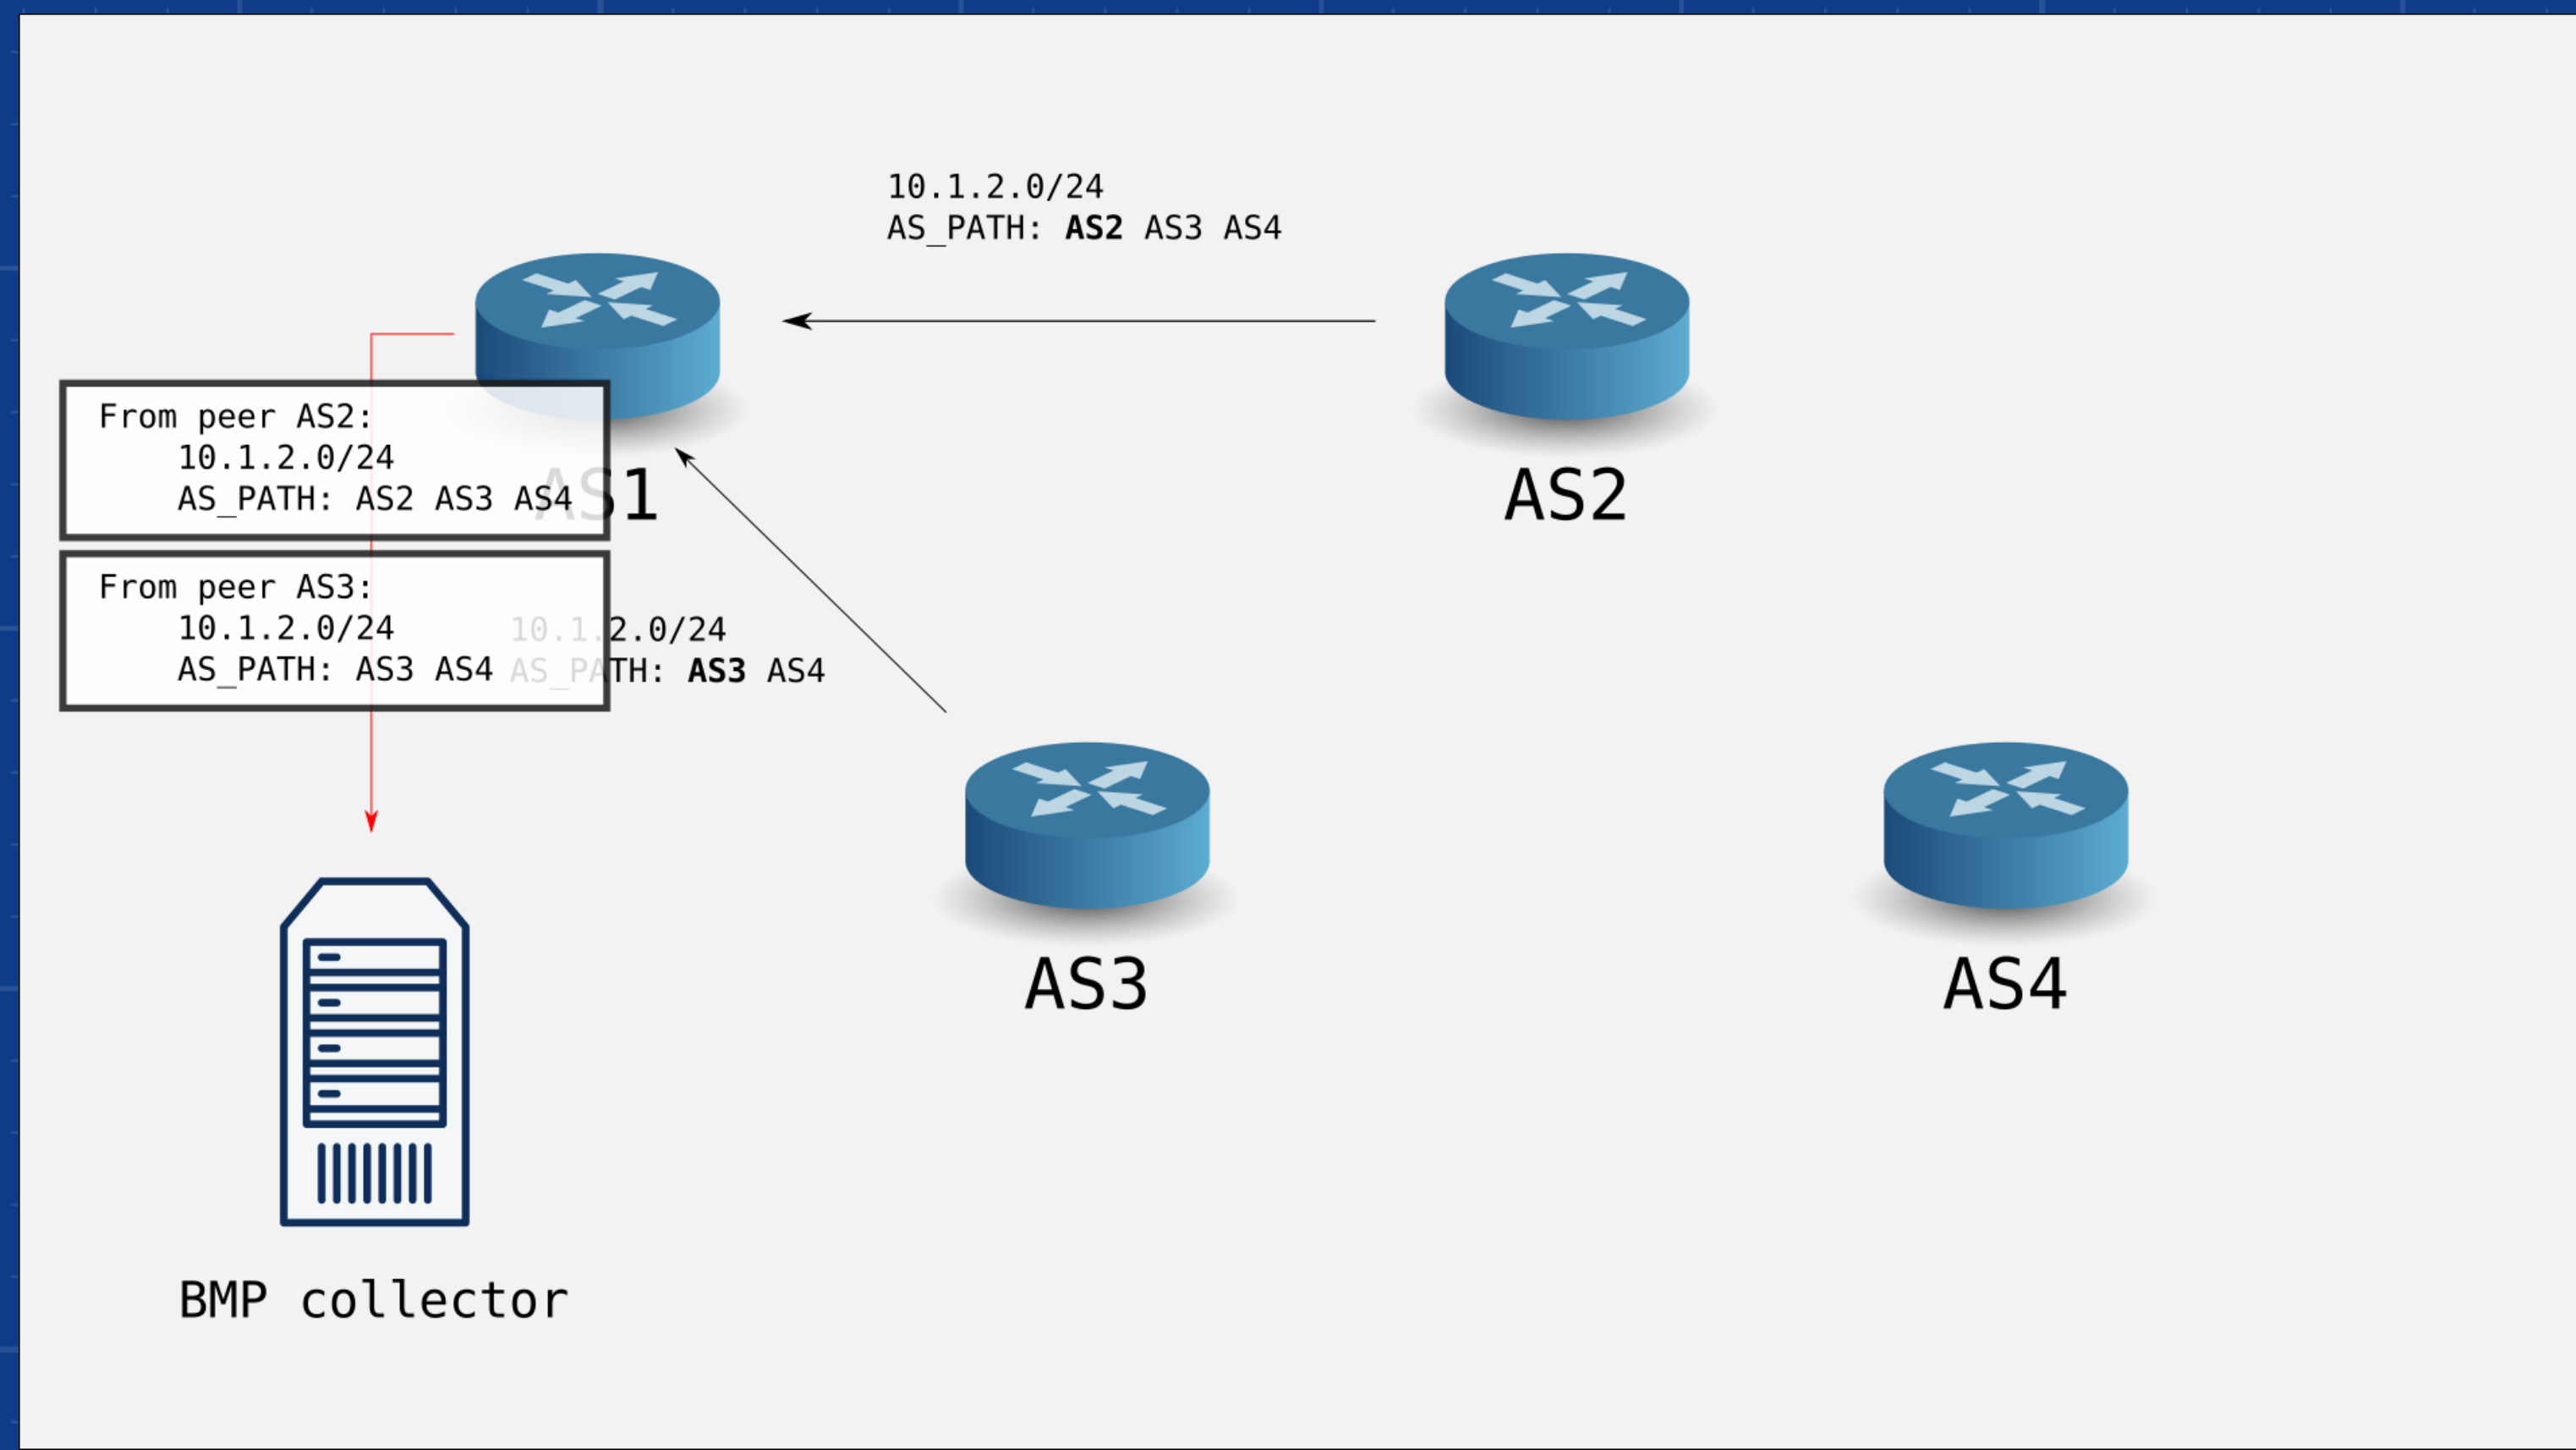 10.1.2.0/24
AS_PATH: AS2 AS3 AS4
From peer AS2:
10.1.2.0/24
AS_PATH: AS2 AS3 AS4
AS1
AS2
From peer AS3:
10.1.2.0/24
AS_PATH: AS3 AS4
10.1.2.0/24
AS_PATH: AS3 AS4
AS3
AS4
BMP collector